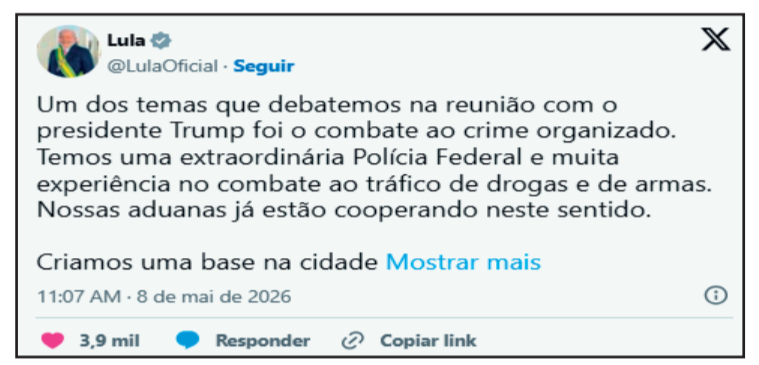 Lula
@LulaOficial · Seguir
Um dos temas que debatemos na reunião com o
presidente Trump foi o combate ao crime organizado.
Temos uma extraordinária Polícia Federal e muita
experiência no combate ao tráfico de drogas e de armas.
Nossas aduanas já estão cooperando neste sentido.
Criamos uma base na cidade Mostrar mais
11:07 AM · 8 de mai de 2026
3,9 mil Responder Copiar link